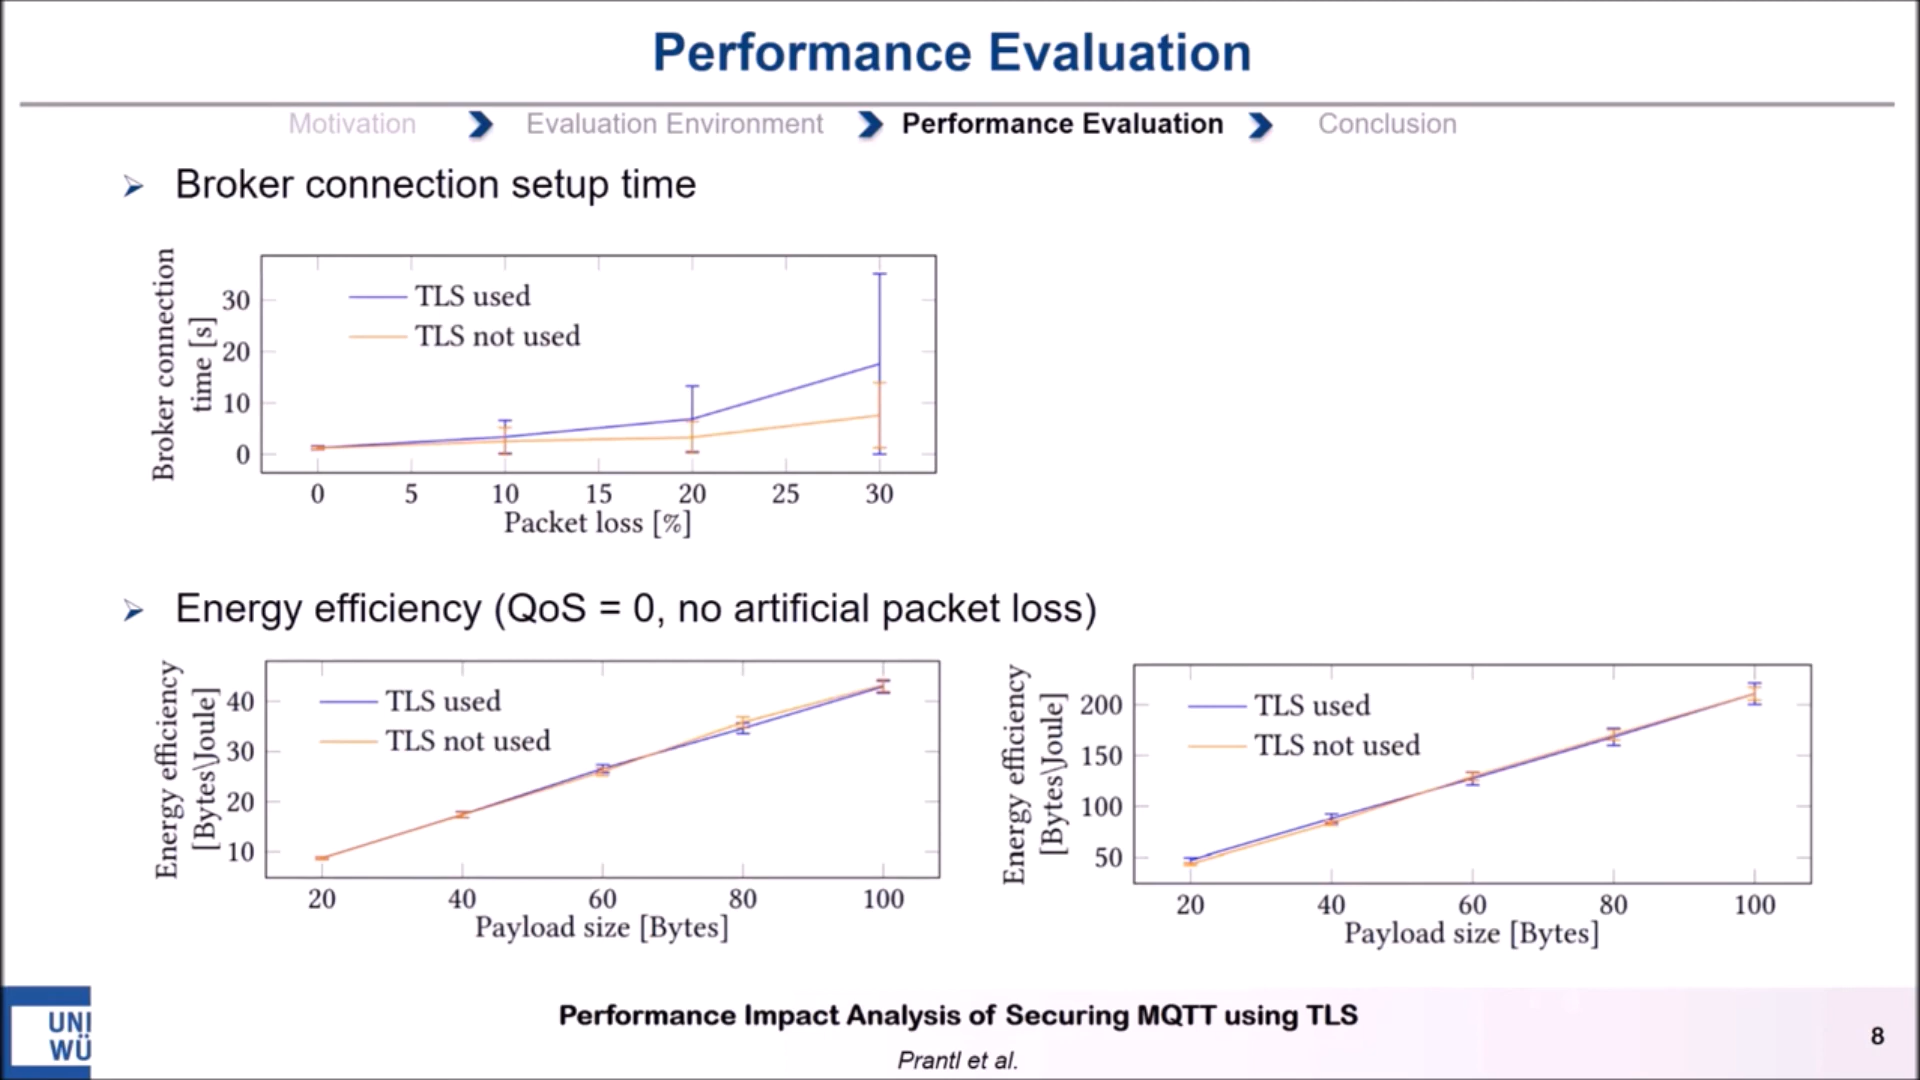 Performance Evaluation
Motivation
Evaluation Environment
Performance Evaluation
Conclusion
Broker connection setup time
Broker connection
time [s]
30
20
10
0
TLS used
TLS not used
0 5 10 15 20 25 30
Packet loss [%]
Energy efficiency (QoS = 0, no artificial packet loss)
Energy efficiency
[Bytes\Joule]
40
30
20
10
TLS used
TLS not used
20 40 60 80 100
Payload size [Bytes]
Energy efficiency
[Bytes\Joule]
200
150
100
50
TLS used
TLS not used
20 40 60 80 100
Payload size [Bytes]
UNI
WÜ
Performance Impact Analysis of Securing MQTT using TLS
Prantl et al.
8